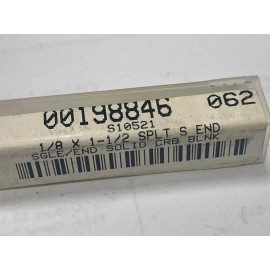 00198846 062
S10521
1/8 X 1-1/2 SPLT S END
SGLE/END SOLID CRB BLNK